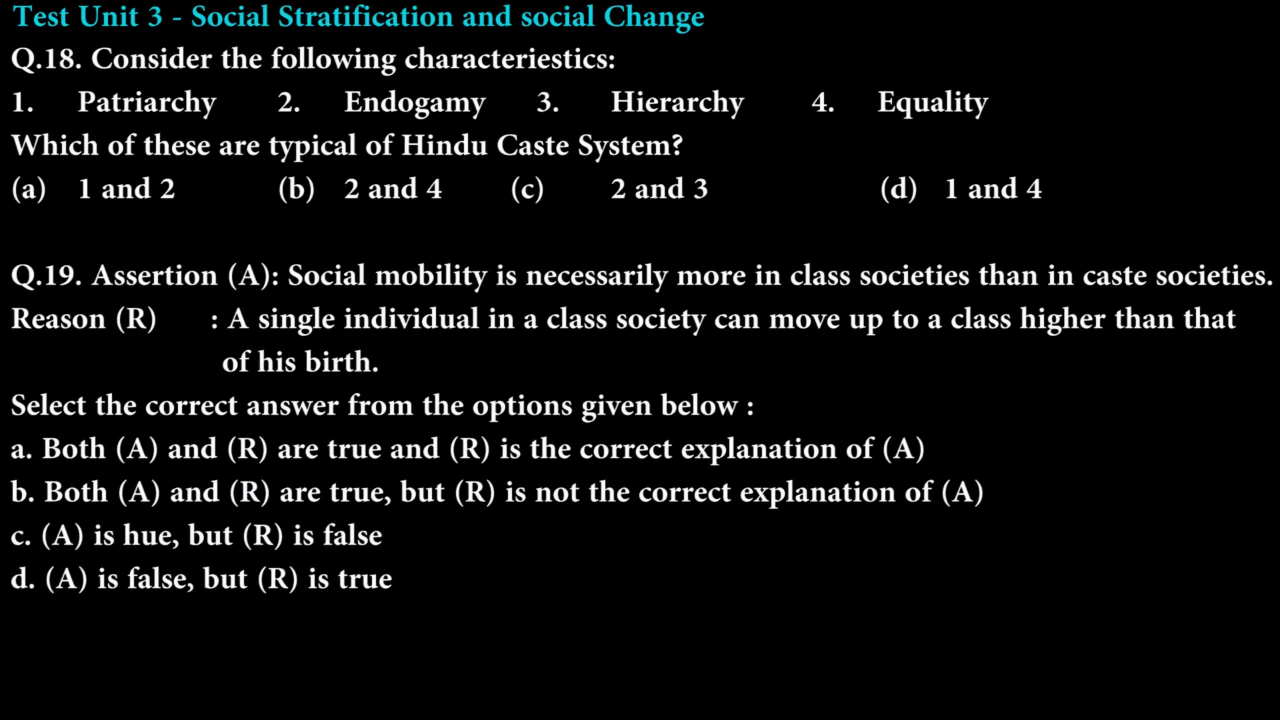 Test Unit 3 - Social Stratification and social Change
Q.18. Consider the following characteriestics:
1. Patriarchy 2. Endogamy 3. Hierarchy 4. Equality
Which of these are typical of Hindu Caste System?
(a) 1 and 2 (b) 2 and 4 (c) 2 and 3 (d) 1 and 4
Q.19. Assertion (A): Social mobility is necessarily more in class societies than in caste societies.
Reason (R) : A single individual in a class society can move up to a class higher than that
of his birth.
Select the correct answer from the options given below :
a. Both (A) and (R) are true and (R) is the correct explanation of (A)
b. Both (A) and (R) are true, but (R) is not the correct explanation of (A)
c. (A) is hue, but (R) is false
d. (A) is false, but (R) is true